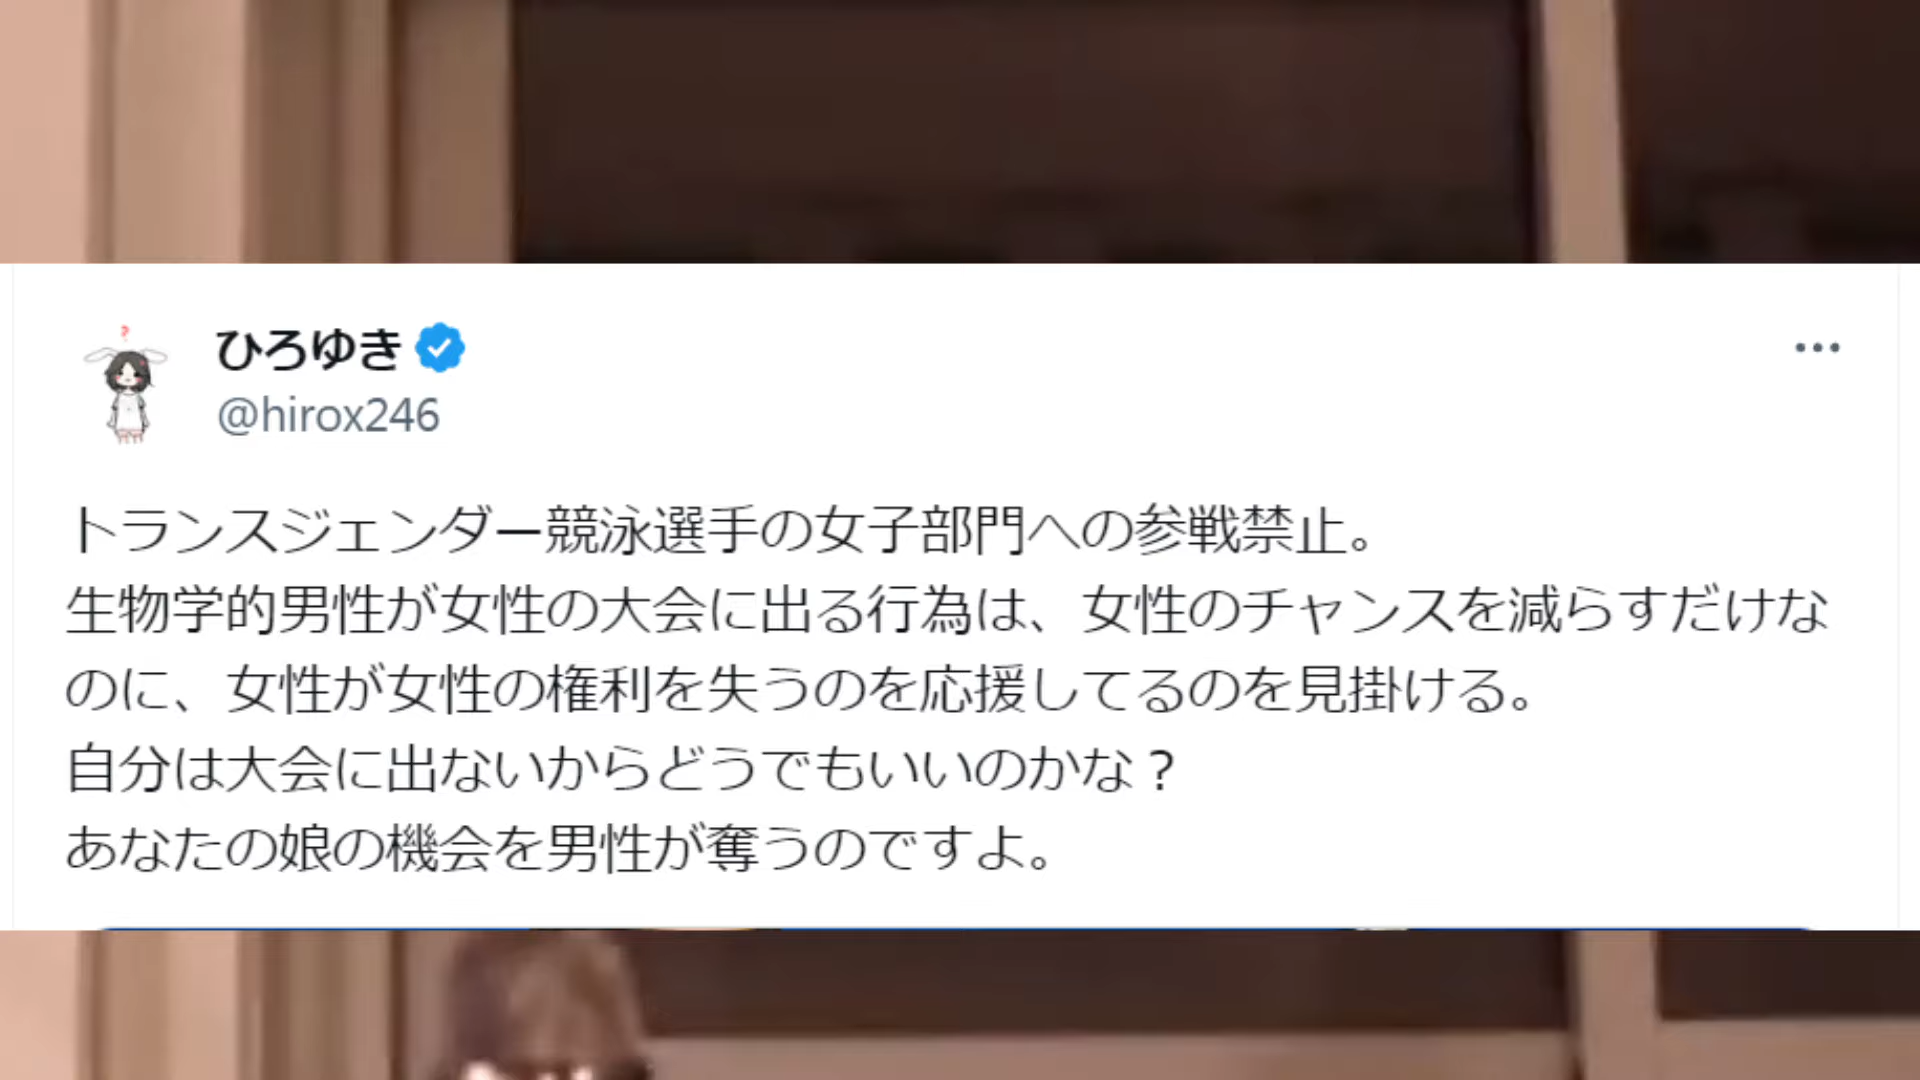 ひろゆき
@hirox246
トランスジェンダー競泳選手の女子部門への参戦禁止。
生物学的男性が女性の大会に出る行為は、女性のチャンスを減らすだけな
のに、女性が女性の権利を失うのを応援してるのを見掛ける。
自分は大会に出ないからどうでもいいのかな？
あなたの娘の機会を男性が奪うのですよ。